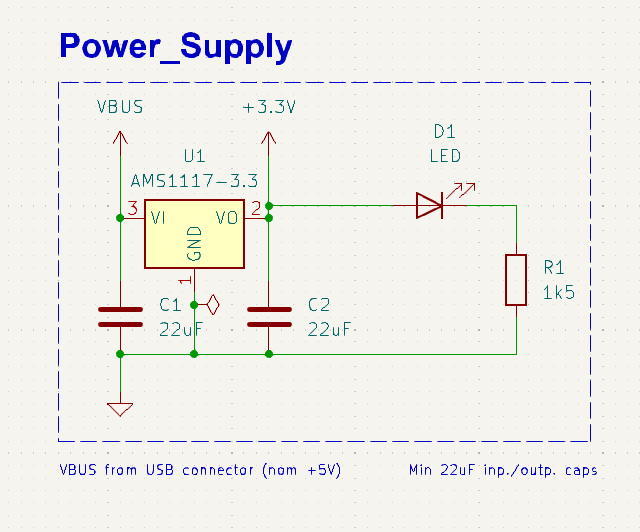 Power_Supply
VBUS
+3.3V
D1
LED
U1
AMS1117-3.3
3
VI
VO
2
GND
1
C1
22uF
C2
22uF
R1
1k5
VBUS from USB connector (nom +5V)
Min 22uF inp./outp. caps